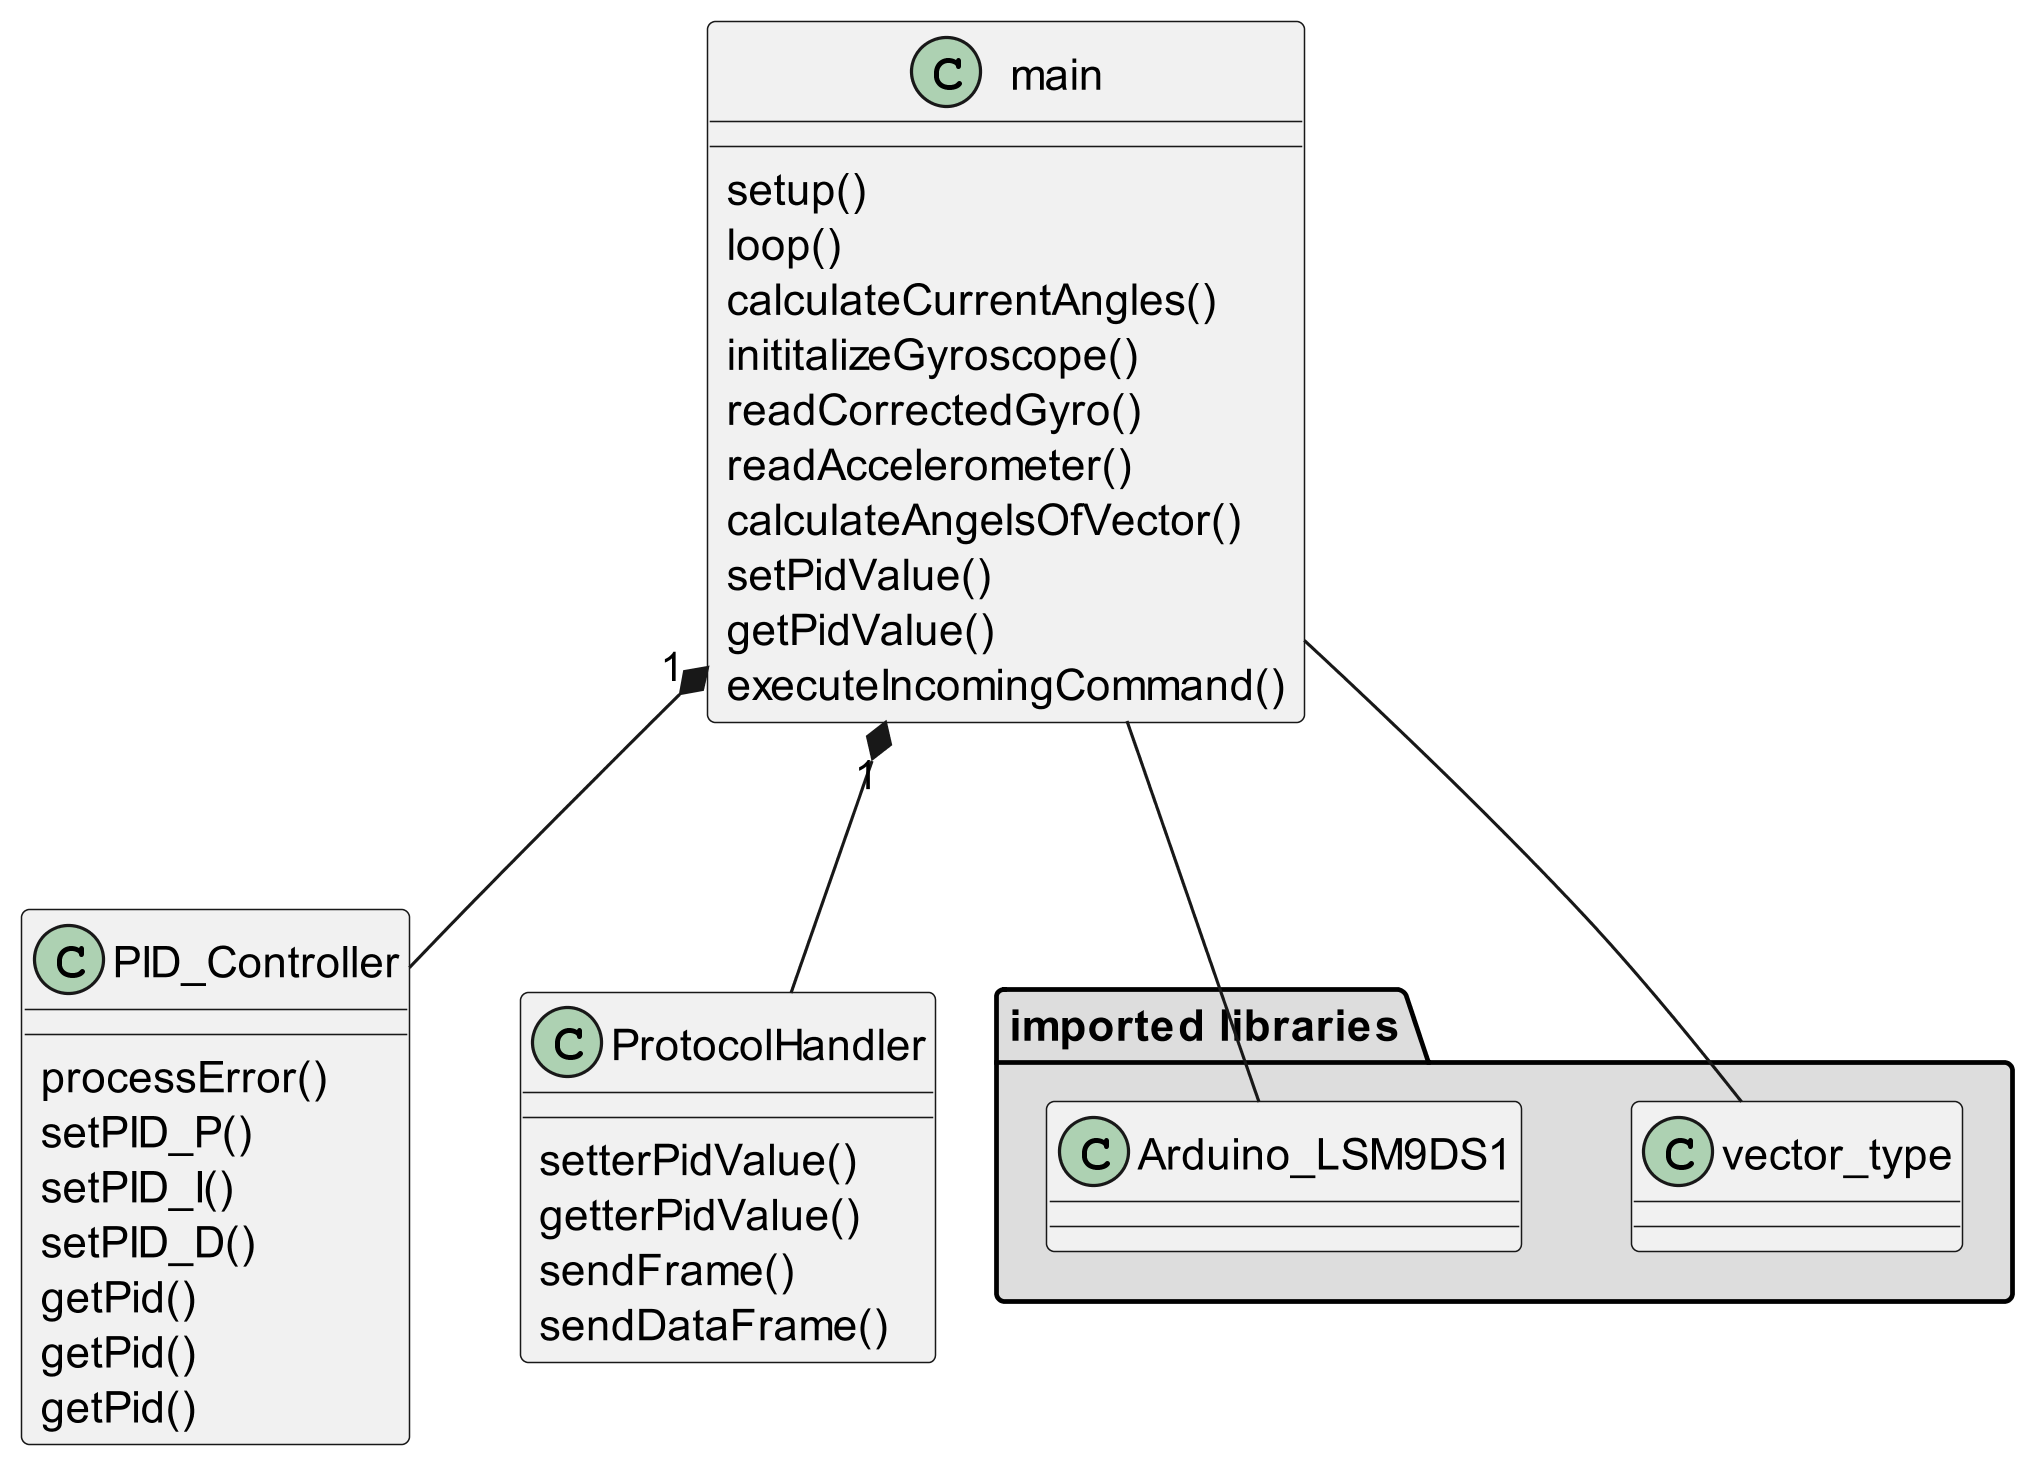 C main
setup()
loop()
calculateCurrentAngles()
inititalizeGyroscope()
readCorrectedGyro()
readAccelerometer()
calculateAngelsOfVector()
setPidValue()
getPidValue()
executeIncomingCommand()
1
1
C PID_Controller
processError()
setPID_P()
setPID_I()
setPID_D()
getPid()
getPid()
getPid()
C ProtocolHandler
setterPidValue()
getterPidValue()
sendFrame()
sendDataFrame()
imported libraries
C Arduino_LSM9DS1
C vector_type